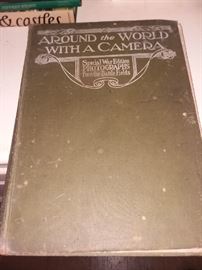 & castles
AROUND the WORLD
WITH A CAMERA
Special War Edition
PHOTOGRAPHS
From the Battle Fields